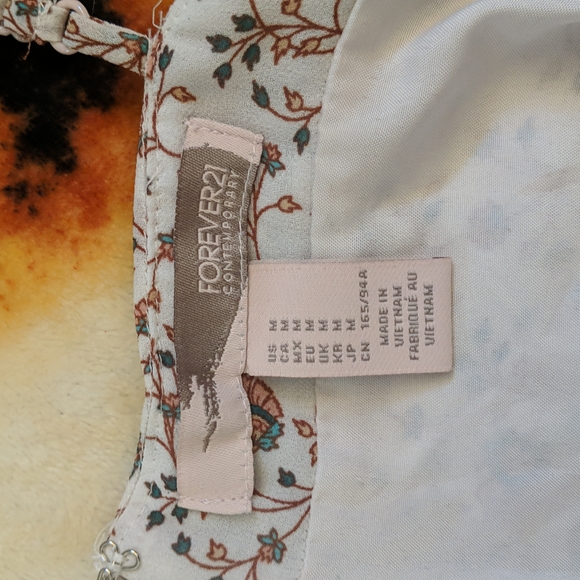 FOREVER21
CONTEMPORARY
US M
CA M
MX M
EU M
UK M
KR M
JP M
CN 165/94A
MADE IN
VIETNAM
FABRIQUÉ AU
VIETNAM